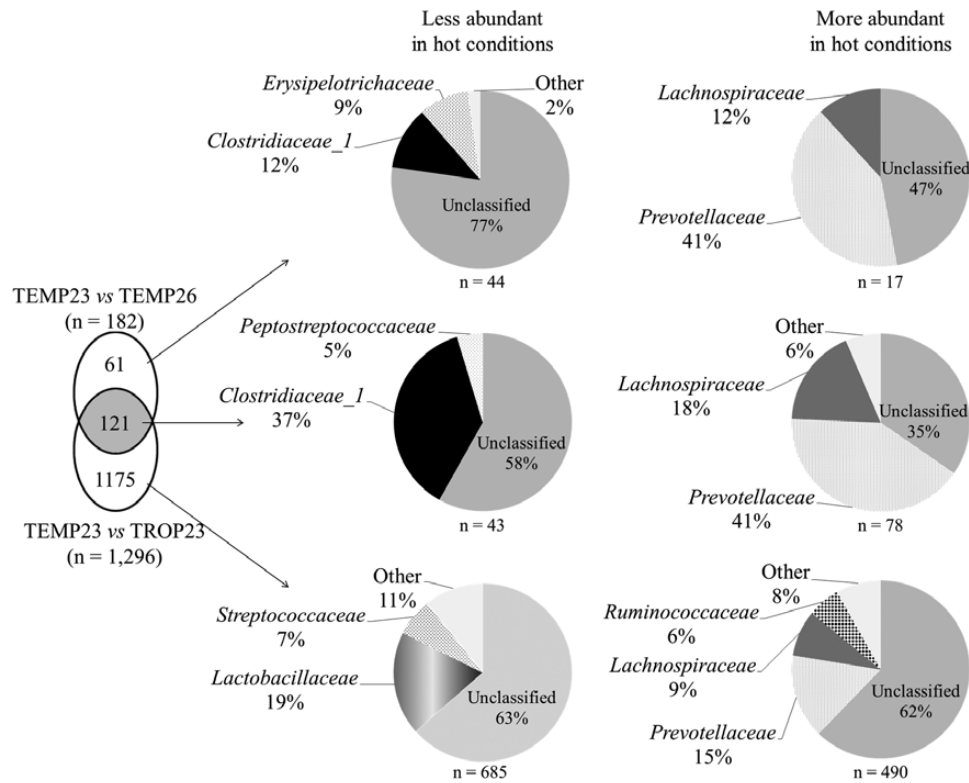 Less abundant
in hot conditions
More abundant
in hot conditions
Erysipelotrichaceae
9%
Other
2%
Clostridiaceae_1
12%
Unclassified
77%
n = 44
Lachnospiraceae
12%
Unclassified
47%
Prevotellaceae
41%
n = 17
TEMP23 vs TEMP26
(n = 182)
61
121
1175
TEMP23 vs TROP23
(n = 1,296)
Peptostreptococcaceae
5%
Clostridiaceae_1
37%
Unclassified
58%
n = 43
Other
6%
Lachnospiraceae
18%
Unclassified
35%
Prevotellaceae
41%
n = 78
Other
11%
Streptococcaceae
7%
Lactobacillaceae
19%
Unclassified
63%
n = 685
Other
8%
Ruminococcaceae
6%
Lachnospiraceae
9%
Unclassified
62%
Prevotellaceae
15%
n = 490